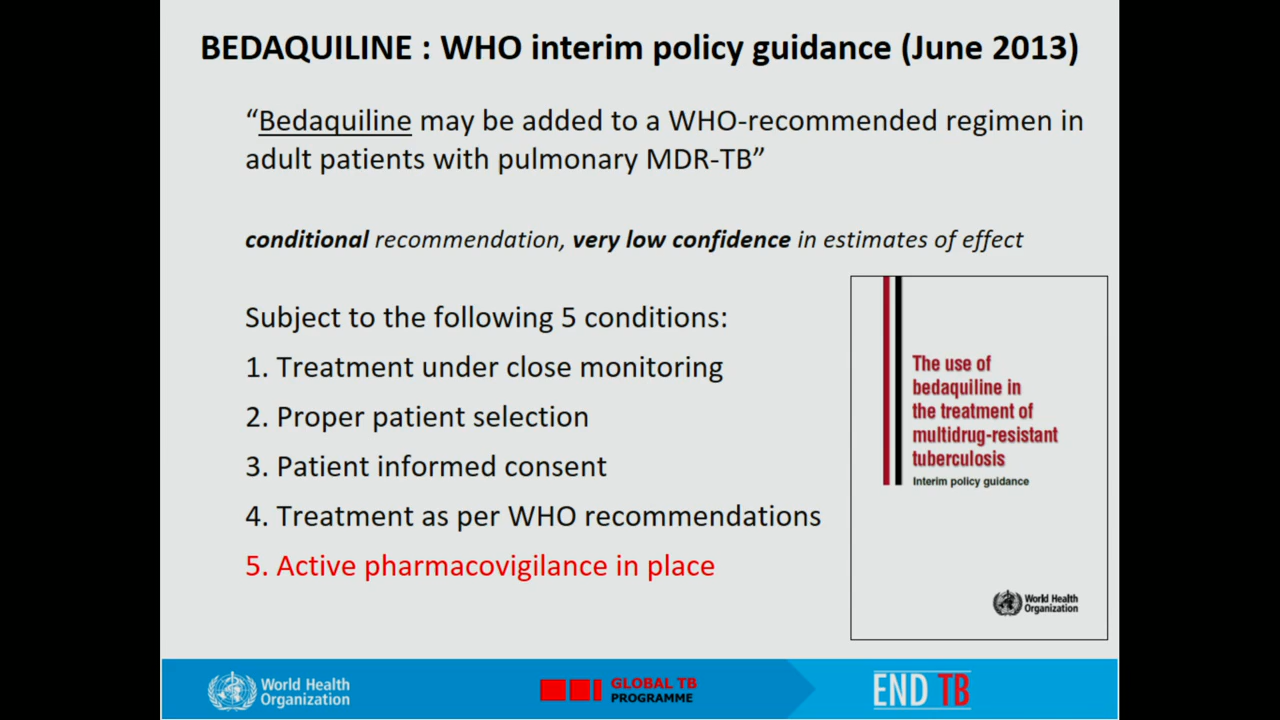 BEDAQUILINE : WHO interim policy guidance (June 2013)
“Bedaquiline may be added to a WHO-recommended regimen in
adult patients with pulmonary MDR-TB”
conditional recommendation, very low confidence in estimates of effect
Subject to the following 5 conditions:
1. Treatment under close monitoring
2. Proper patient selection
3. Patient informed consent
4. Treatment as per WHO recommendations
5. Active pharmacovigilance in place
The use of
bedaquiline in
the treatment of
multidrug-resistant
tuberculosis
Interim policy guidance
World Health
Organization
World Health
Organization
GLOBAL TB
PROGRAMME
END TB